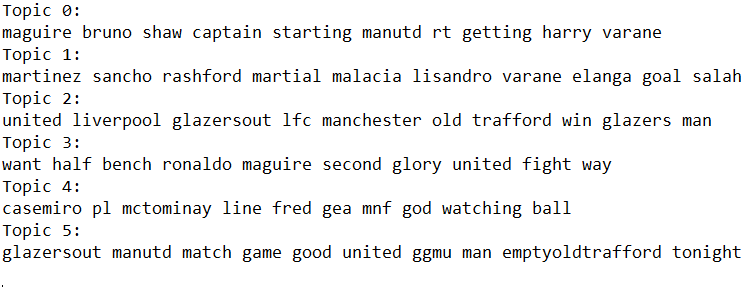 Topic 0:
maguire bruno shaw captain starting manutd rt getting harry varane
Topic 1:
martinez sancho rashford martial malacia lisandro varane elanga goal salah
Topic 2:
united liverpool glazersout lfc manchester old trafford win glazers man
Topic 3:
want half bench ronaldo maguire second glory united fight way
Topic 4:
casemiro pl mctominay line fred gea mnf god watching ball
Topic 5:
glazersout manutd match game good united ggmu man emptyoldtrafford tonight